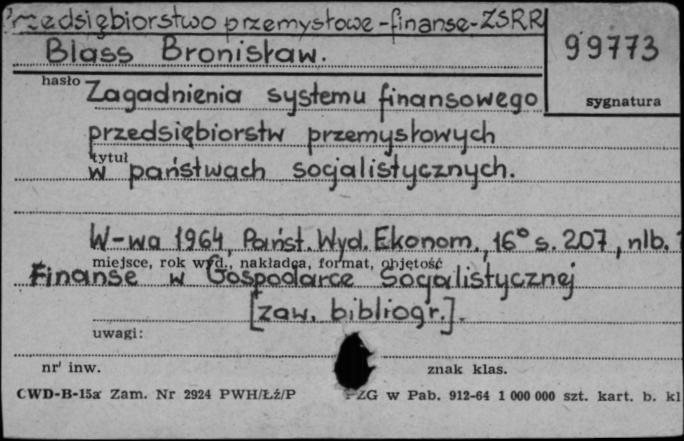 Przedsiębiorstwo przemysłowe-finanse-ZSRR
Blass Bronisław.
99773
hasło
sygnatura
Zagadnienia systemu finansowego
przedsiębiorstw przemysłowych
tytuł
w państwach socjalistycznych.
W-wa 1964, Państ. Wyd. Ekonom., 16° s. 207, nlb.
miejsce, rok wyd., nakładca, format, objętość
Finanse w Gospodarce Socjalistycznej
[zaw. bibliogr.].
uwagi:
nr inw.
znak klas.
CWD-B-15a Zam. Nr 2924 PWH/Łź/P
PZG w Pab. 912-64 1 000 000 szt. kart. b. kl